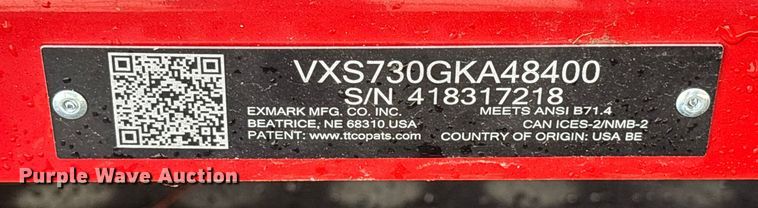 VXS730GKA48400
S/N 418317218
EXMARK MFG. CO. INC. MEETS ANSI B71.4
BEATRICE, NE 68310 USA CAN ICES-2/NMB-2
PATENT: www.ttcopats.com COUNTRY OF ORIGIN: USA BE
Purple Wave Auction